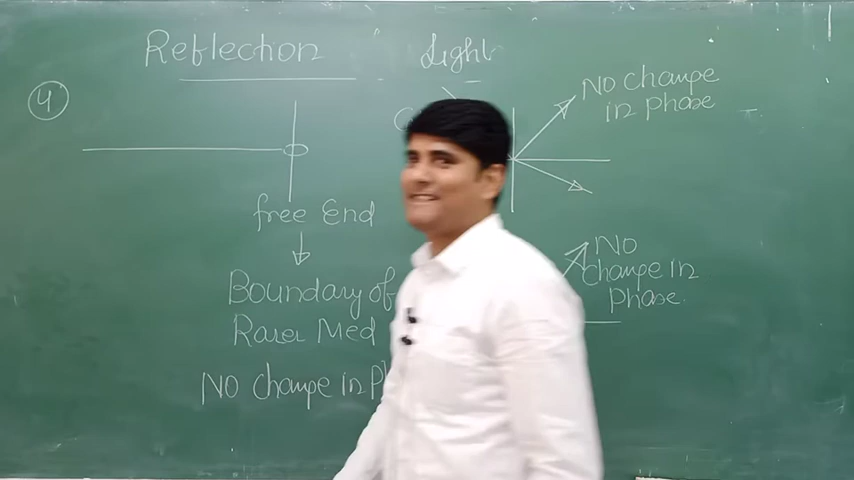 Reflection
Light
4
No change
in phase
free End
Boundary of
Rarer Med
No change in
No
change in
phase.